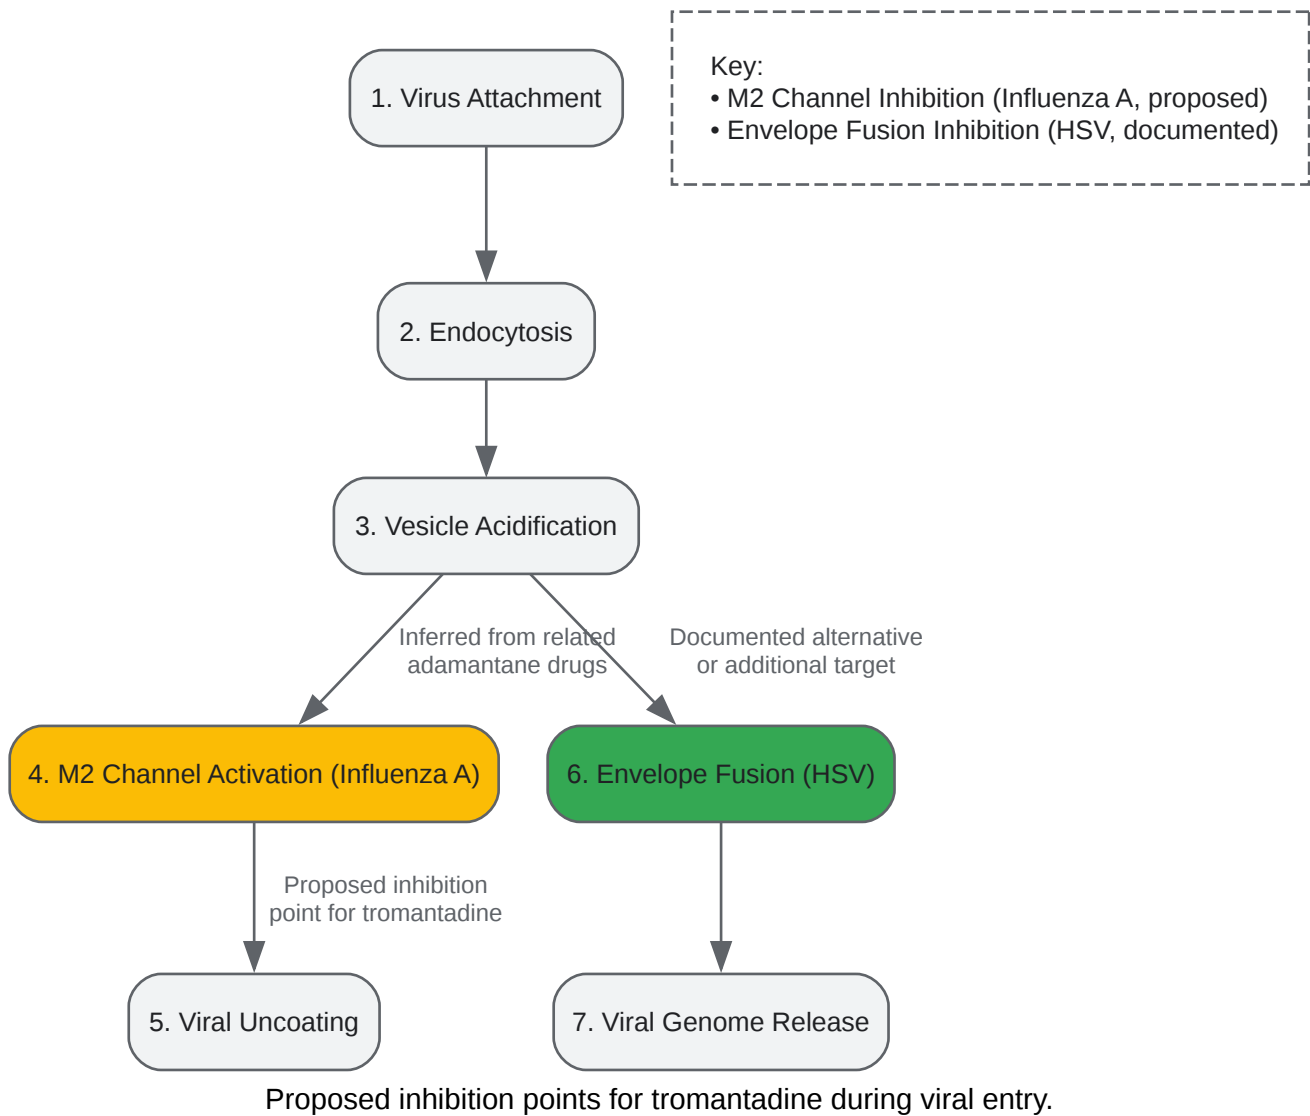 Key:
• M2 Channel Inhibition (Influenza A, proposed)
• Envelope Fusion Inhibition (HSV, documented)
1. Virus Attachment
2. Endocytosis
3. Vesicle Acidification
Inferred from related
adamantane drugs
Documented alternative
or additional target
4. M2 Channel Activation (Influenza A)
6. Envelope Fusion (HSV)
Proposed inhibition
point for tromantadine
5. Viral Uncoating
7. Viral Genome Release
Proposed inhibition points for tromantadine during viral entry.